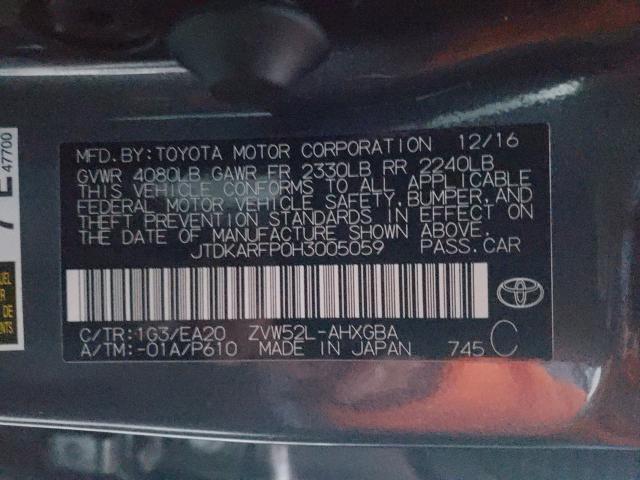 MFD.BY:TOYOTA MOTOR CORPORATION 12/16
GVWR 4080LB GAWR FR 2330LB RR 2240LB
THIS VEHICLE CONFORMS TO ALL APPLICABLE
FEDERAL MOTOR VEHICLE SAFETY,BUMPER,AND
THEFT PREVENTION STANDARDS IN EFFECT ON
THE DATE OF MANUFACTURE SHOWN ABOVE.
JTDKARFP0H3005059 PASS.CAR
C/TR:1G3/EA20 ZVW52L-AHXGBA
A/TM:-01A/P610 MADE IN JAPAN 745 C
47700